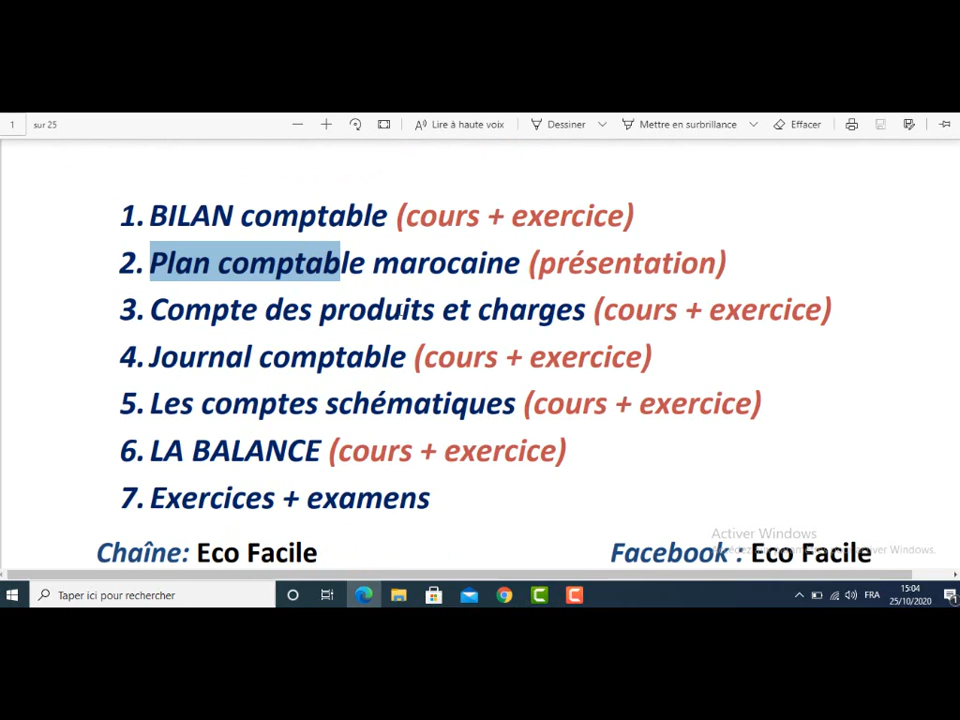 1 sur 25 Lire à haute voix Dessiner Mettre en surbrillance Effacer
1. BILAN comptable (cours + exercice)
2. Plan comptable marocaine (présentation)
3. Compte des produits et charges (cours + exercice)
4. Journal comptable (cours + exercice)
5. Les comptes schématiques (cours + exercice)
6. LA BALANCE (cours + exercice)
7. Exercices + examens
Activer Windows
Chaîne: Eco Facile Facebook : Eco Facile
Taper ici pour rechercher FRA 15:04
25/10/2020